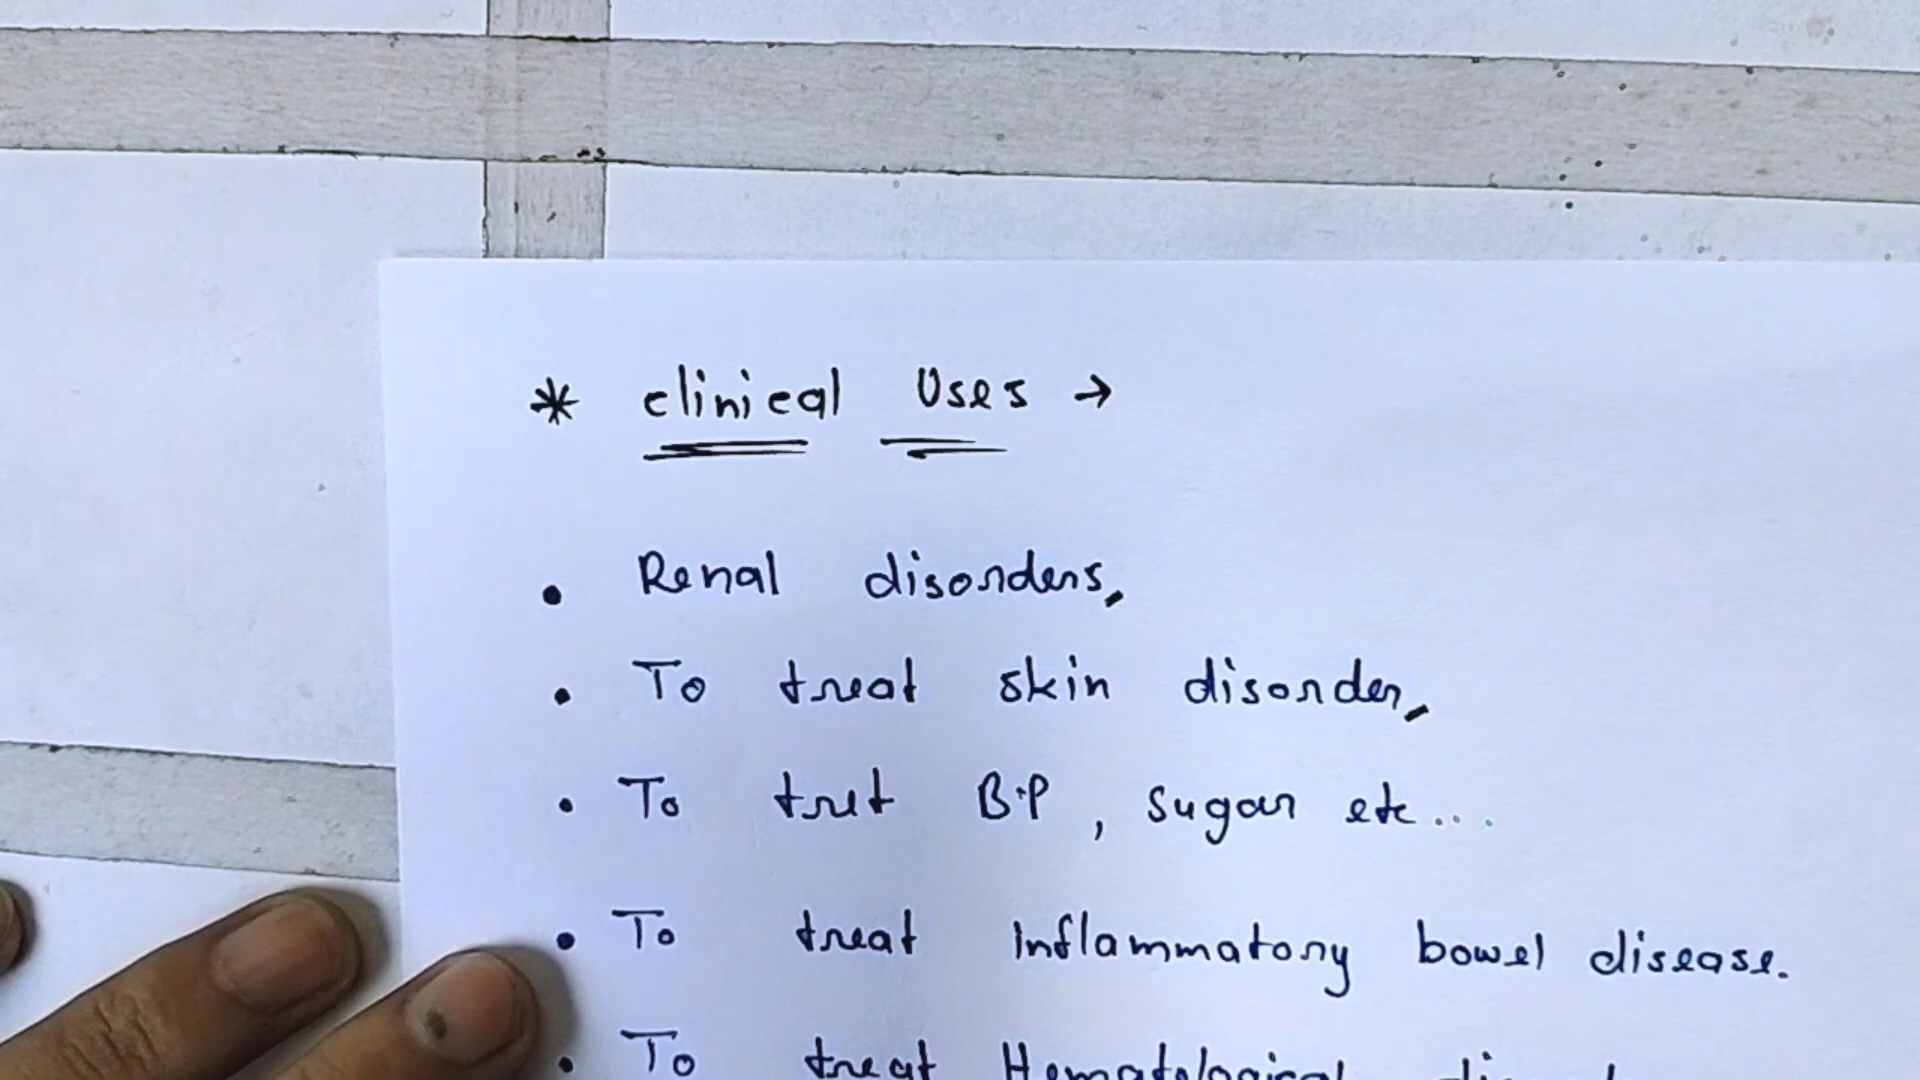 * clinical Uses →
• Renal disorders,
• To treat skin disorder,
• To tret B.P, sugar etc...
• To treat inflammatory bowel disease.
• To treat Hematological